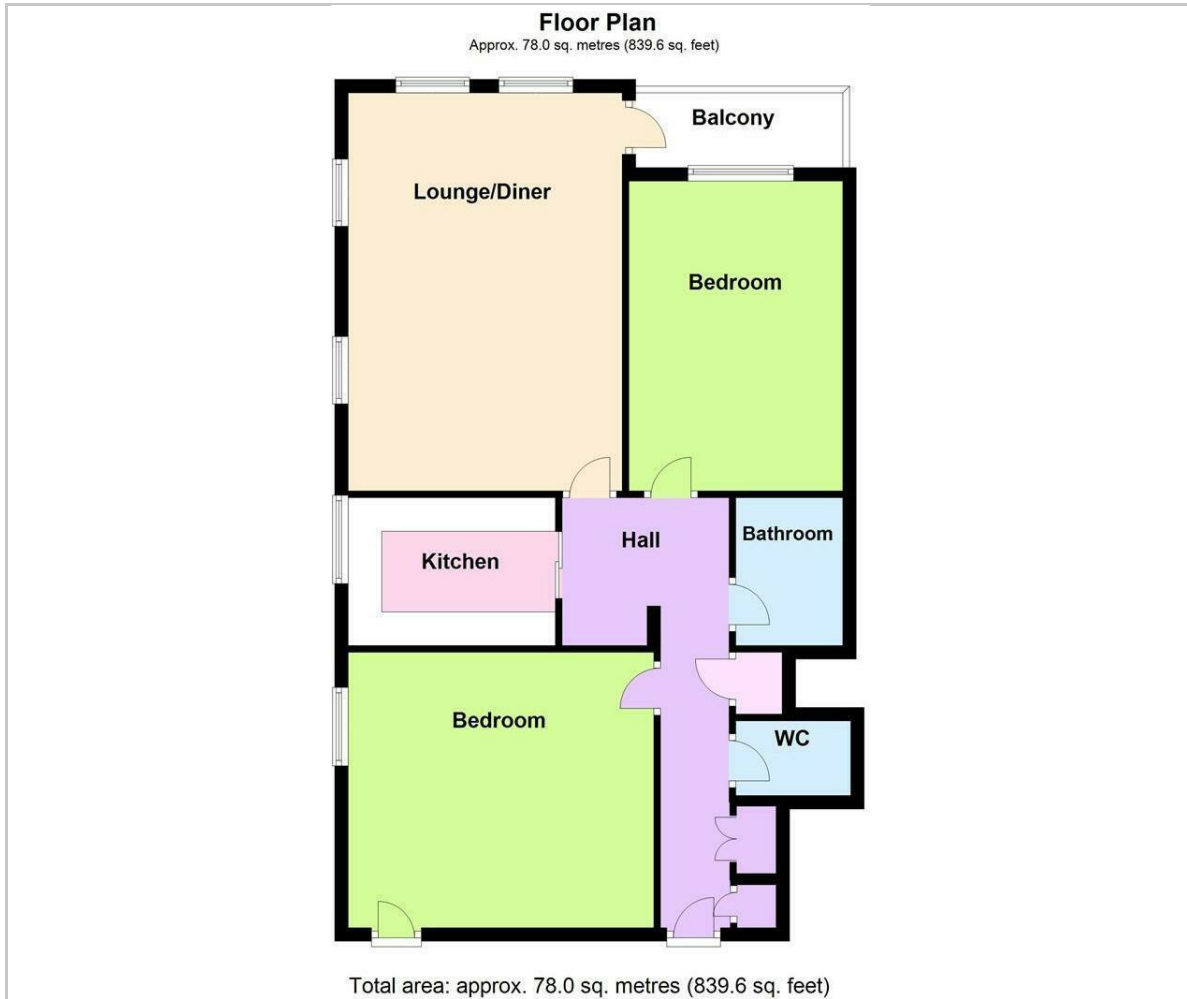 Floor Plan
Approx. 78.0 sq. metres (839.6 sq. feet)
Balcony
Lounge/Diner
Bedroom
Hall
Bathroom
Kitchen
Bedroom
WC
Total area: approx. 78.0 sq. metres (839.6 sq. feet)